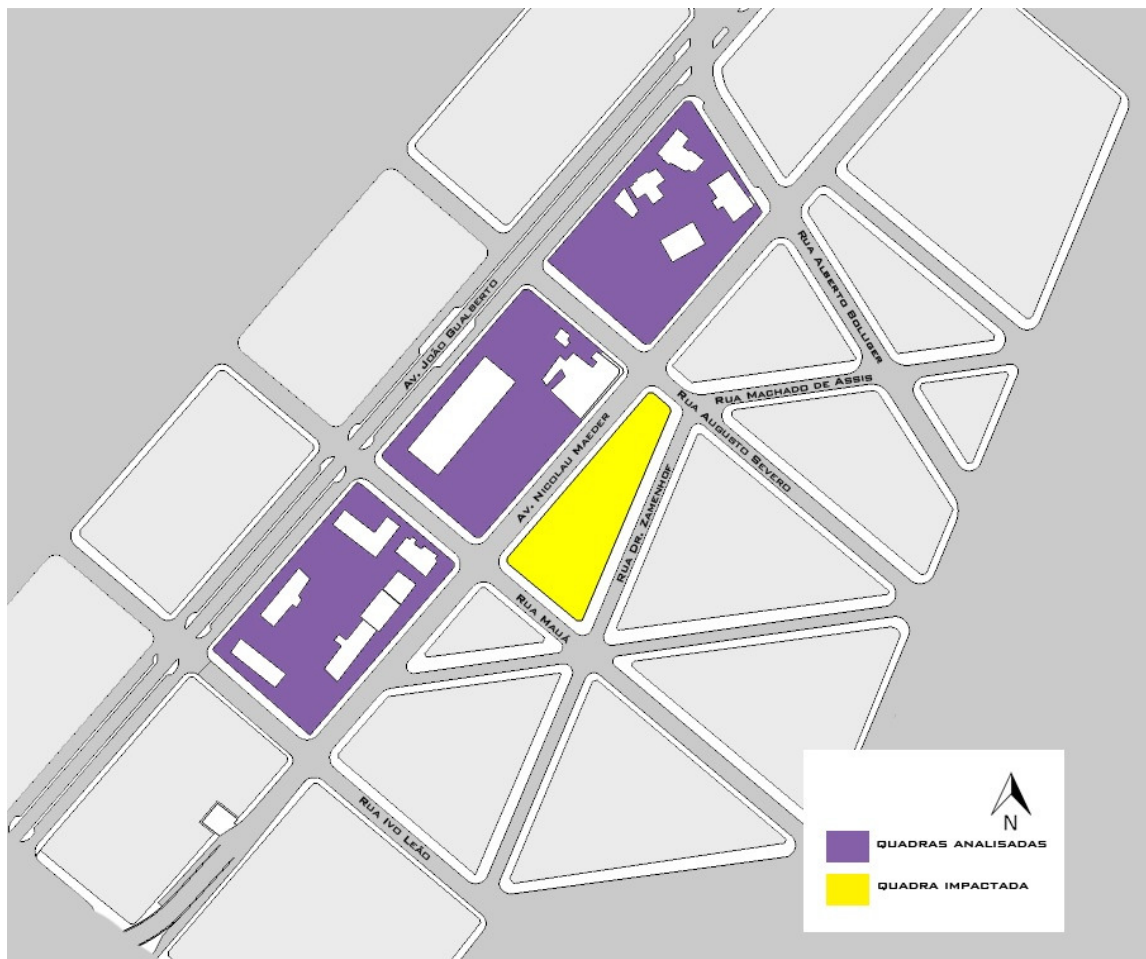 AV. JOÃO GUALBERTO
RUA ALBERTO BOLLIGER
RUA MACHADO DE ASSIS
RUA AUGUSTO SEVERO
AV. NICOLAU MAEDER
RUA DR. ZAMENHOF
RUA MAUÁ
RUA IVO LEÃO
N
QUADRAS ANALISADAS
QUADRA IMPACTADA